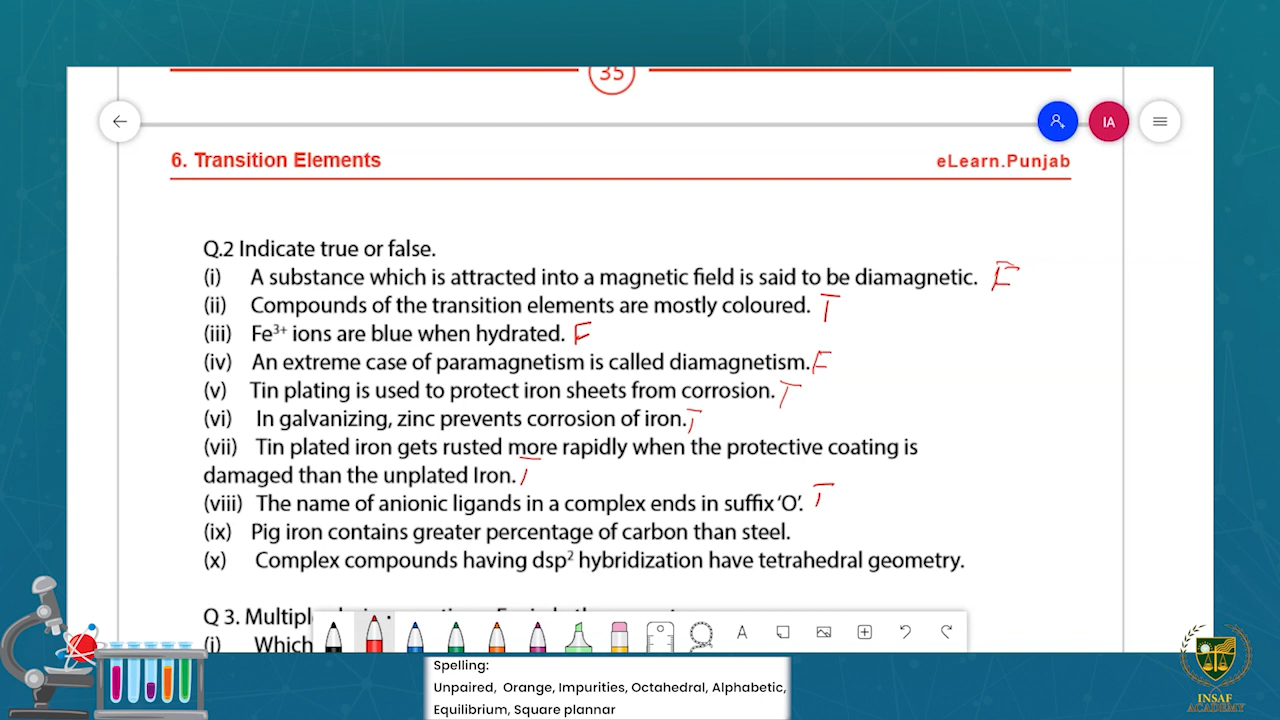 35
IA
6. Transition Elements
eLearn.Punjab
Q.2 Indicate true or false.
(i) A substance which is attracted into a magnetic field is said to be diamagnetic. F
(ii) Compounds of the transition elements are mostly coloured. T
(iii) Fe³⁺ ions are blue when hydrated. F
(iv) An extreme case of paramagnetism is called diamagnetism. F
(v) Tin plating is used to protect iron sheets from corrosion. T
(vi) In galvanizing, zinc prevents corrosion of iron. T
(vii) Tin plated iron gets rusted more rapidly when the protective coating is
damaged than the unplated Iron. T
(viii) The name of anionic ligands in a complex ends in suffix ‘O’. T
(ix) Pig iron contains greater percentage of carbon than steel.
(x) Complex compounds having dsp² hybridization have tetrahedral geometry.
Q 3.
(i) Which
A
Spelling:
Unpaired, Orange, Impurities, Octahedral, Alphabetic,
Equilibrium, Square plannar
INSAF
ACADEMY